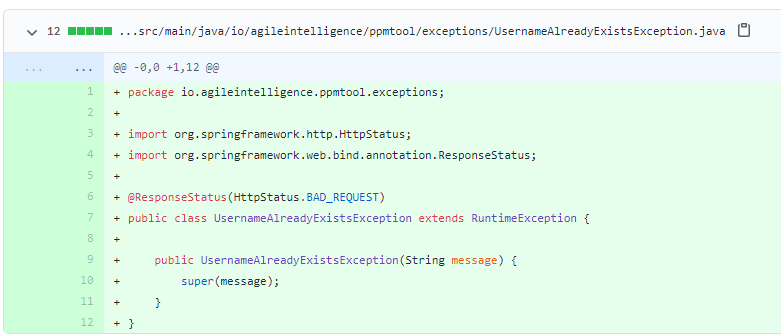 12 ...src/main/java/io/agileintelligence/ppmtool/exceptions/UsernameAlreadyExistsException.java
... ... @@ -0,0 +1,12 @@
1 + package io.agileintelligence.ppmtool.exceptions;
2 +
3 + import org.springframework.http.HttpStatus;
4 + import org.springframework.web.bind.annotation.ResponseStatus;
5 +
6 + @ResponseStatus(HttpStatus.BAD_REQUEST)
7 + public class UsernameAlreadyExistsException extends RuntimeException {
8 +
9 +     public UsernameAlreadyExistsException(String message) {
10 +         super(message);
11 +     }
12 + }